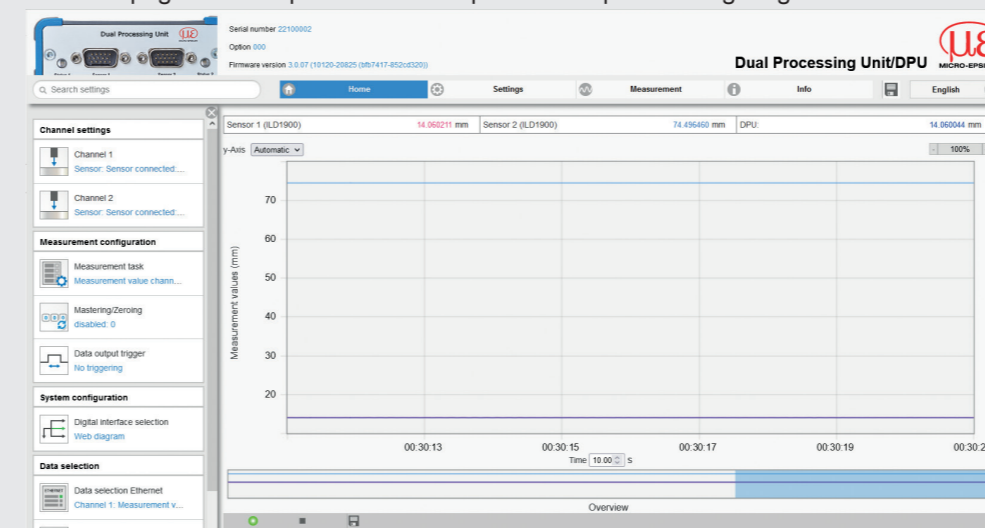 Dual Processing Unit
Serial number 22100002
Option 000
Firmware version 3.0.07 (10120-20825 (bfb7417-852cd320))
Dual Processing Unit/DPU
MICRO-EPSI
Search settings
Home
Settings
Measurement
Info
English
Channel settings
Channel 1
Sensor: Sensor connected:...
Channel 2
Sensor: Sensor connected:...
Measurement configuration
Measurement task
Measurement value chann...
Mastering/Zeroing
disabled: 0
Data output trigger
No triggering
System configuration
Digital interface selection
Web diagram
Data selection
Data selection Ethernet
Channel 1: Measurement v...
Sensor 1 (ILD1900) 14.060211 mm
Sensor 2 (ILD1900) 74.496460 mm
DPU: 14.060044 mm
y-Axis Automatic
- 100%
Measurement values (mm)
70
60
50
40
30
20
00:30:13
00:30:15
00:30:17
00:30:19
00:30:2
Time 10.00 s
Overview